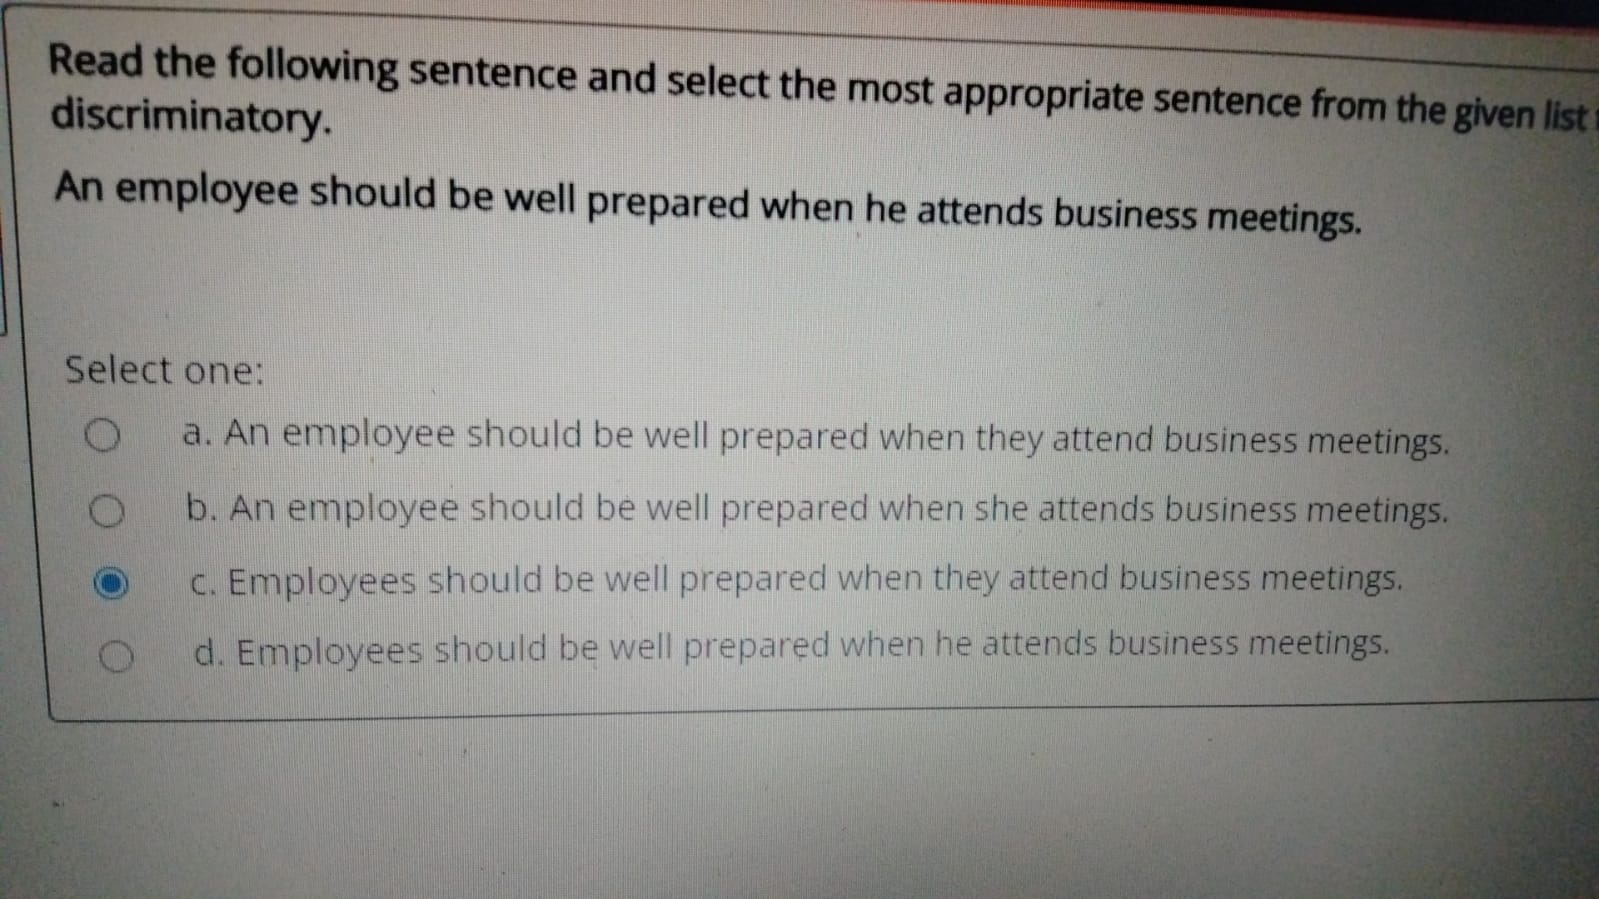 Read the following sentence and select the most appropriate sentence from the given list
discriminatory.
An employee should be well prepared when he attends business meetings.
Select one:
a. An employee should be well prepared when they attend business meetings.
b. An employee should be well prepared when she attends business meetings.
c. Employees should be well prepared when they attend business meetings.
d. Employees should be well prepared when he attends business meetings.